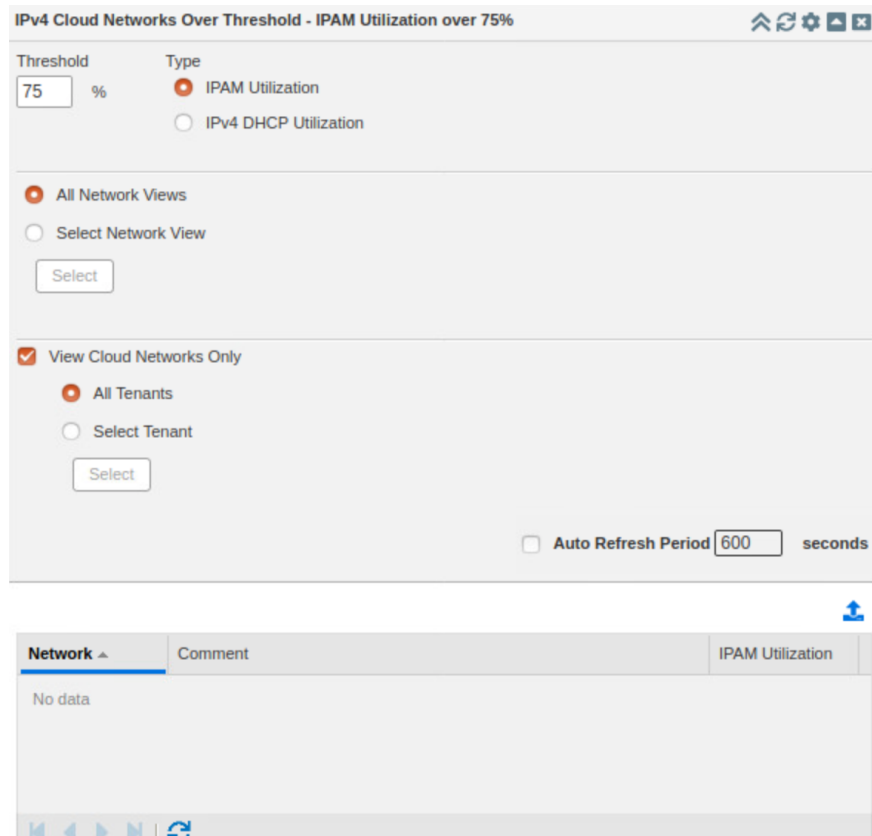 IPv4 Cloud Networks Over Threshold - IPAM Utilization over 75%
Threshold Type
75 % IPAM Utilization
IPv4 DHCP Utilization
All Network Views
Select Network View
Select
View Cloud Networks Only
All Tenants
Select Tenant
Select
Auto Refresh Period 600 seconds
Network Comment IPAM Utilization
No data